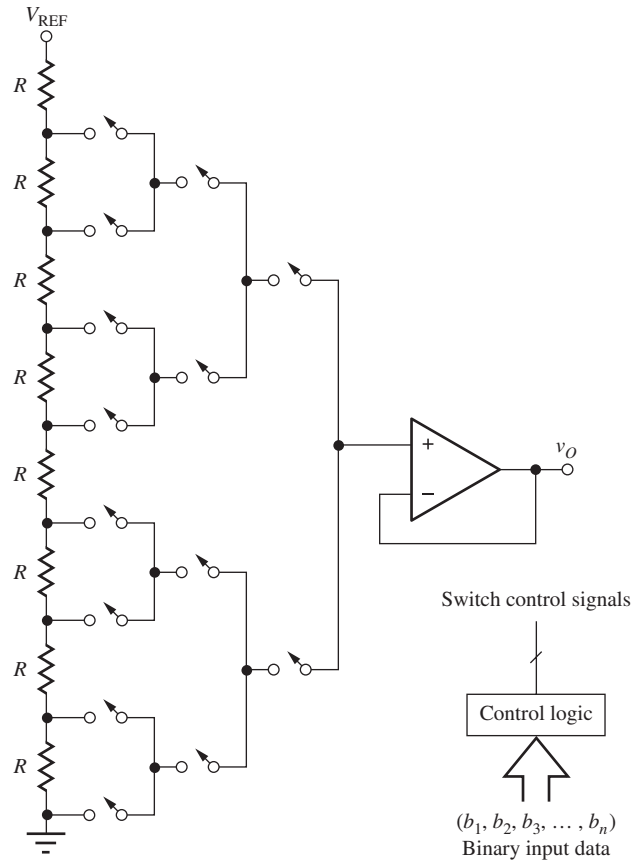 V_REF
R
R
R
R
R
R
R
R
+
−
v_O
Switch control signals
Control logic
(b_1, b_2, b_3, … , b_n)
Binary input data